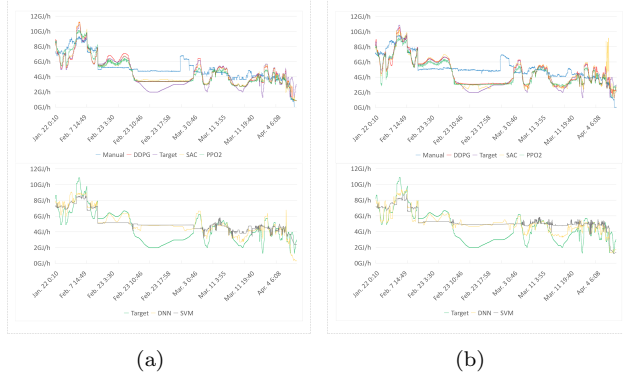 12GJ/h
10GJ/h
8GJ/h
6GJ/h
4GJ/h
2GJ/h
0GJ/h
Jan. 22 0:10
Feb. 7 14:49
Feb. 23 3:30
Feb. 23 10:46
Feb. 23 17:58
Mar. 3 0:46
Mar. 11 3:55
Mar. 11 19:40
Apr. 4 6:08
Manual DDPG Target SAC PPO2
12GJ/h
10GJ/h
8GJ/h
6GJ/h
4GJ/h
2GJ/h
0GJ/h
Jan. 22 0:10
Feb. 7 14:49
Feb. 23 3:30
Feb. 23 10:46
Feb. 23 17:58
Mar. 3 0:46
Mar. 11 3:55
Mar. 11 19:40
Apr. 4 6:08
Target DNN SVM
(a)
12GJ/h
10GJ/h
8GJ/h
6GJ/h
4GJ/h
2GJ/h
0GJ/h
Jan. 22 0:10
Feb. 7 14:49
Feb. 23 3:30
Feb. 23 10:46
Feb. 23 17:58
Mar. 3 0:46
Mar. 11 3:55
Mar. 11 19:40
Apr. 4 6:08
Manual DDPG Target SAC PPO2
12GJ/h
10GJ/h
8GJ/h
6GJ/h
4GJ/h
2GJ/h
0GJ/h
Jan. 22 0:10
Feb. 7 14:49
Feb. 23 3:30
Feb. 23 10:46
Feb. 23 17:58
Mar. 3 0:46
Mar. 11 3:55
Mar. 11 19:40
Apr. 4 6:08
Target DNN SVM
(b)